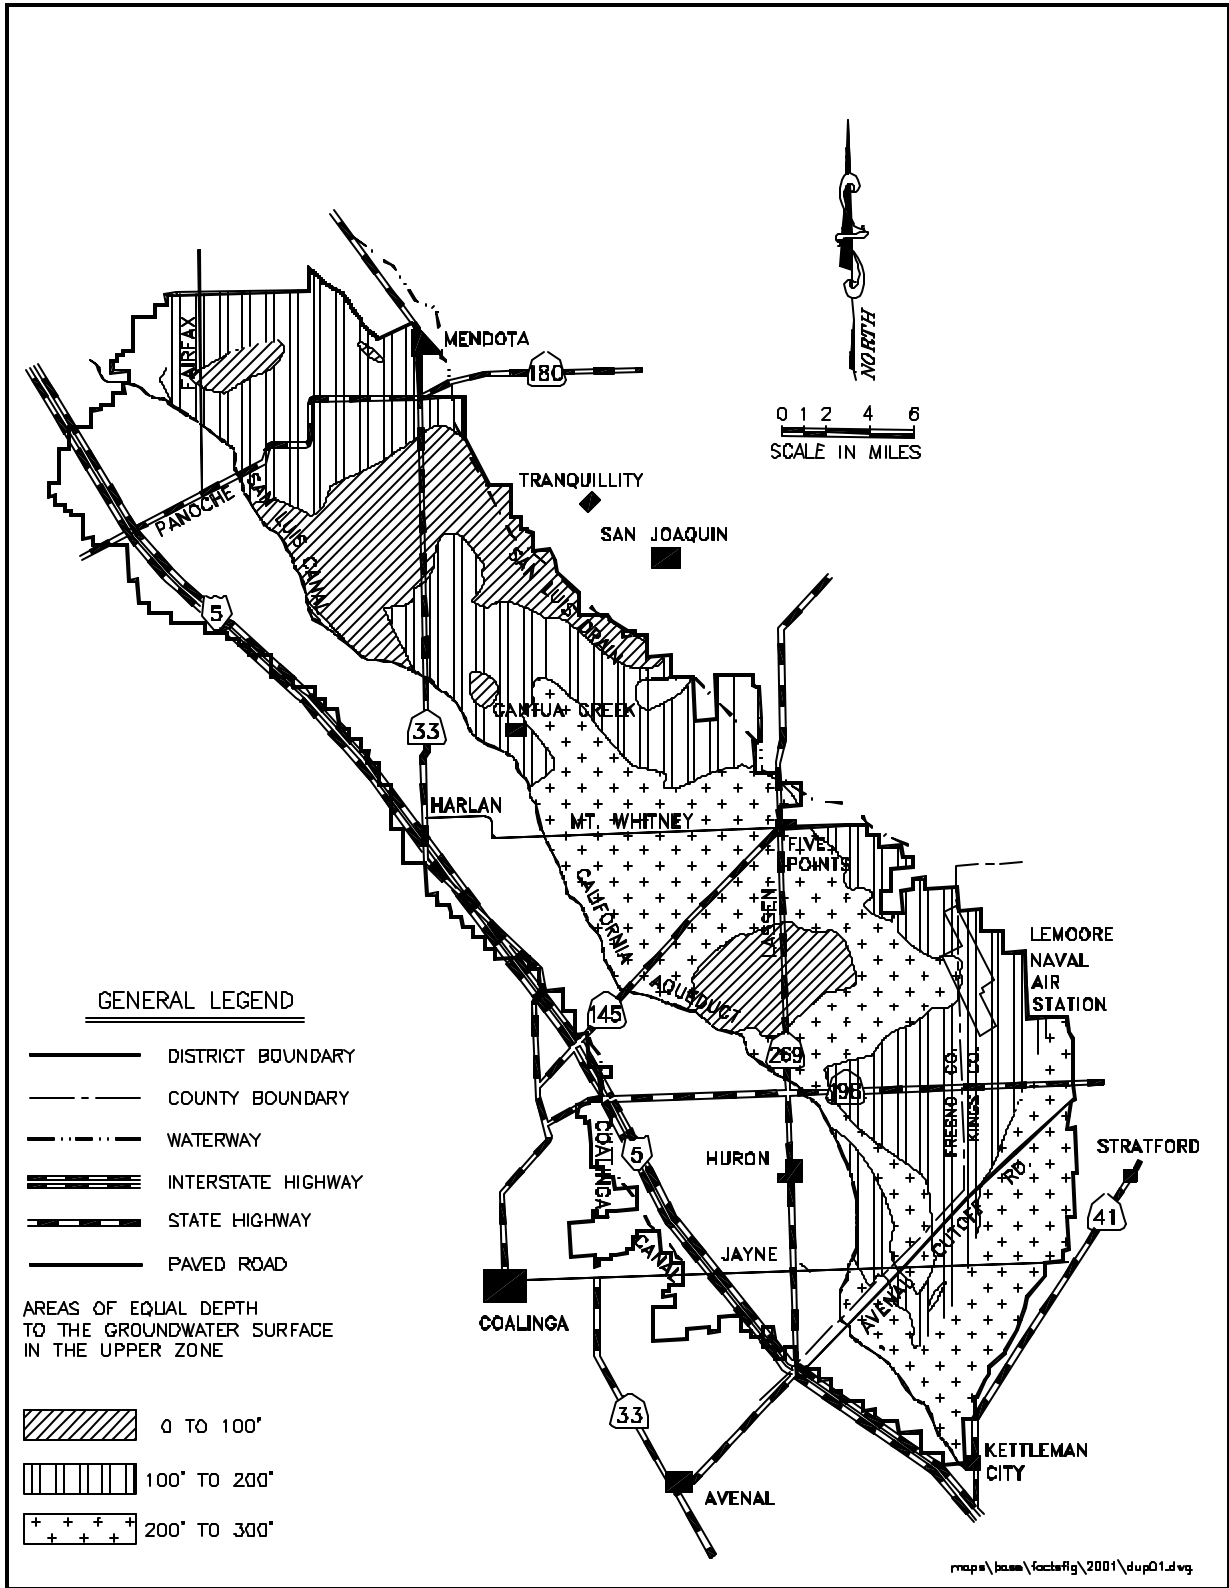 NORTH
0 1 2 4 6
SCALE IN MILES
FAIRFAX
MENDOTA
180
PANOCHE
SAN LUIS CANAL
TRANQUILLITY
SAN JOAQUIN
SAN LUIS DRAIN
5
CANTUA CREEK
33
HARLAN
MT. WHITNEY
FIVE
POINTS
CALIFORNIA
AQUEDUCT
LASSEN
LEMOORE
NAVAL
AIR
STATION
145
269
198
FRESNO CO.
KINGS CO.
COALINGA
CANAL
5
HURON
STRATFORD
41
JAYNE
AVENAL CUTOFF RD.
COALINGA
33
AVENAL
KETTLEMAN
CITY
GENERAL LEGEND
DISTRICT BOUNDARY
COUNTY BOUNDARY
WATERWAY
INTERSTATE HIGHWAY
STATE HIGHWAY
PAVED ROAD
AREAS OF EQUAL DEPTH
TO THE GROUNDWATER SURFACE
IN THE UPPER ZONE
0 TO 100'
100' TO 200'
200' TO 300'
maps\base\factsfig\2001\dup01.dwg